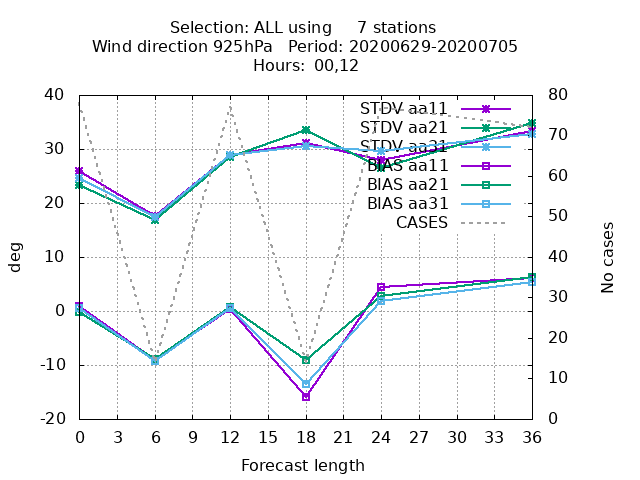 Selection: ALL using     7 stations
Wind direction 925hPa   Period: 20200629-20200705
Hours:  00,12
40
30
20
10
0
-10
-20
deg
80
70
60
50
40
30
20
10
0
No cases
STDV aa11
STDV aa21
STDV aa31
BIAS aa11
BIAS aa21
BIAS aa31
CASES
0 3 6 9 12 15 18 21 24 27 30 33 36
Forecast length